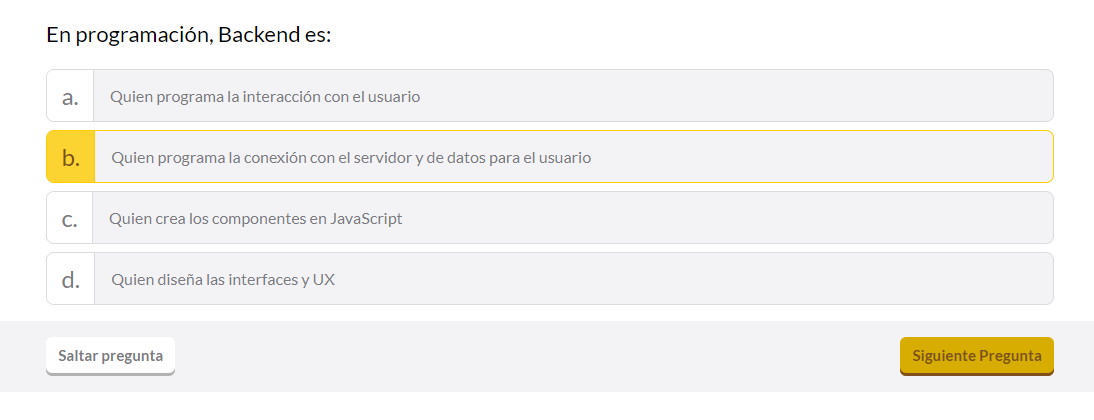 En programación, Backend es:
a. Quien programa la interacción con el usuario
b. Quien programa la conexión con el servidor y de datos para el usuario
c. Quien crea los componentes en JavaScript
d. Quien diseña las interfaces y UX
Saltar pregunta Siguiente Pregunta